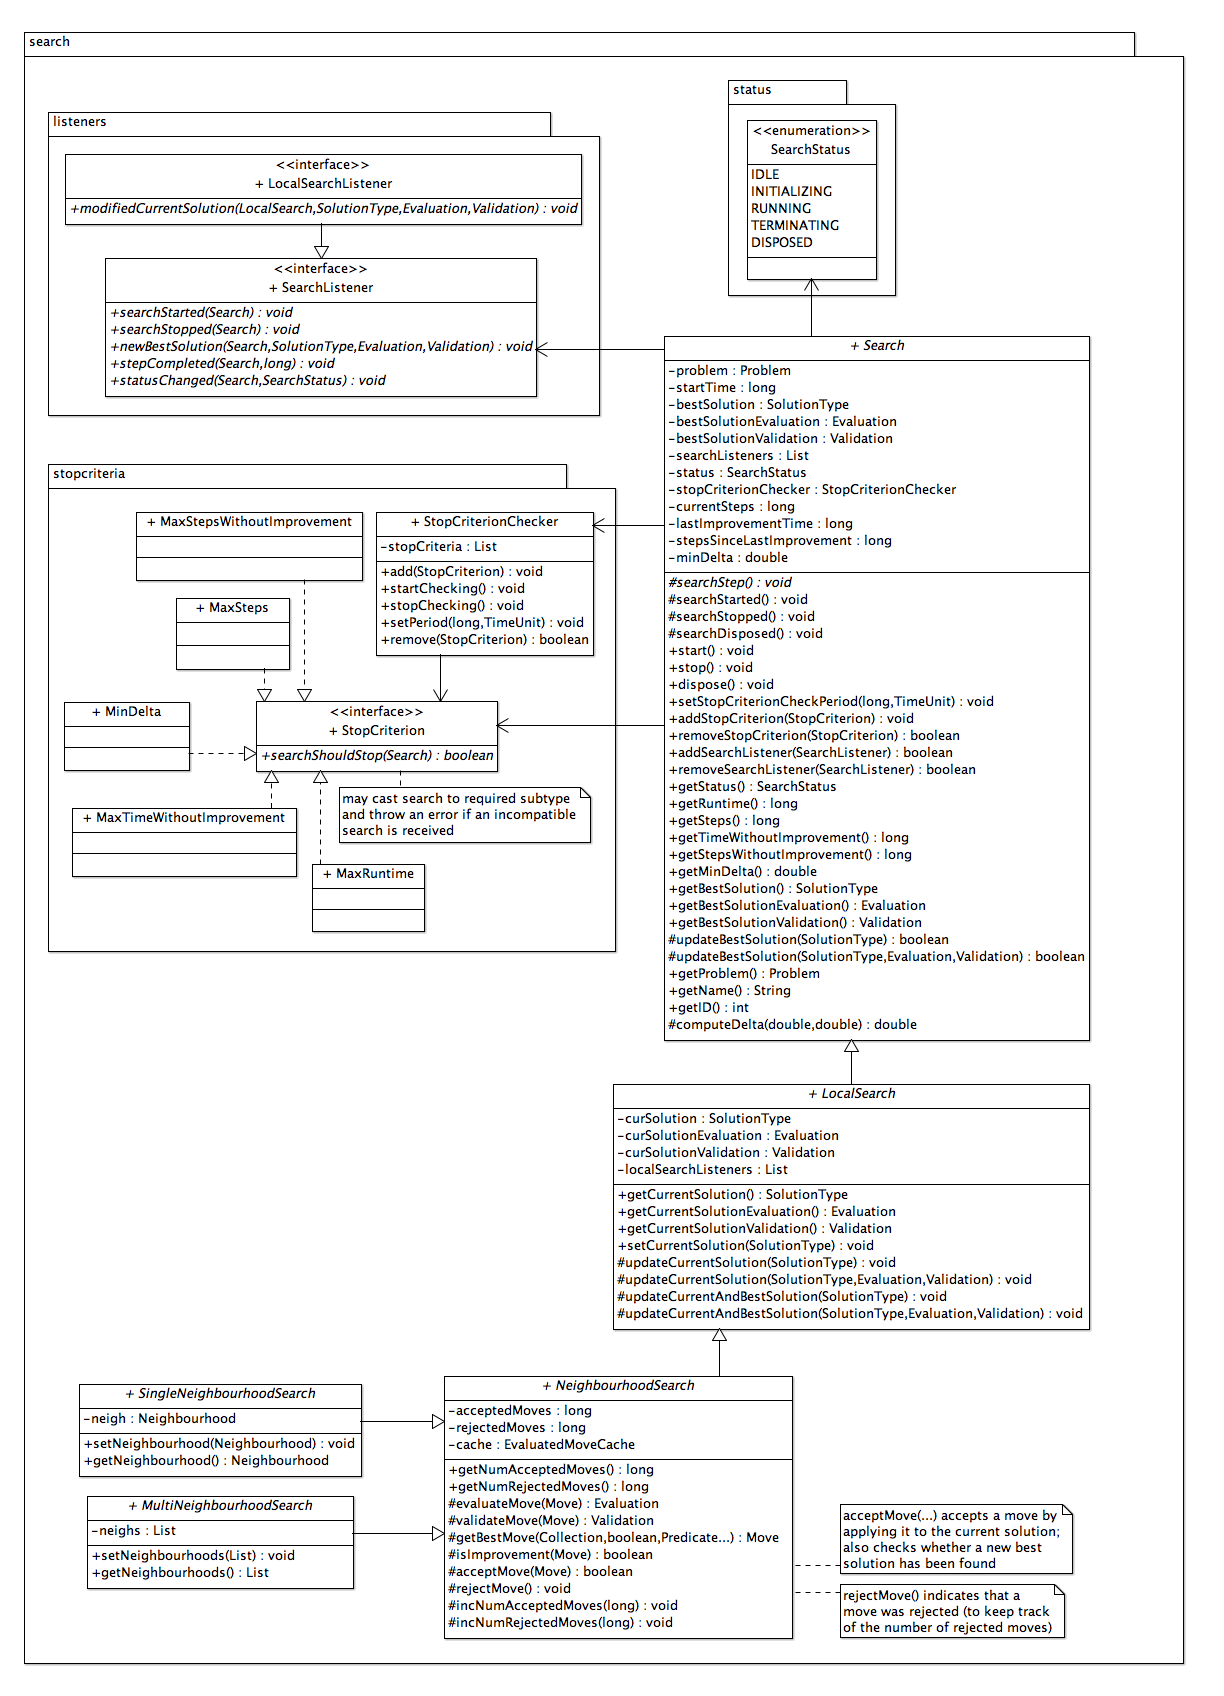 search
listeners
<<interface>>
+ LocalSearchListener
+modifiedCurrentSolution(LocalSearch,SolutionType,Evaluation,Validation) : void
<<interface>>
+ SearchListener
+searchStarted(Search) : void
+searchStopped(Search) : void
+newBestSolution(Search,SolutionType,Evaluation,Validation) : void
+stepCompleted(Search,long) : void
+statusChanged(Search,SearchStatus) : void
status
<<enumeration>>
SearchStatus
IDLE
INITIALIZING
RUNNING
TERMINATING
DISPOSED
+ Search
-problem : Problem
-startTime : long
-bestSolution : SolutionType
-bestSolutionEvaluation : Evaluation
-bestSolutionValidation : Validation
-searchListeners : List
-status : SearchStatus
-stopCriterionChecker : StopCriterionChecker
-currentSteps : long
-lastImprovementTime : long
-stepsSinceLastImprovement : long
-minDelta : double
#searchStep() : void
#searchStarted() : void
#searchStopped() : void
#searchDisposed() : void
+start() : void
+stop() : void
+dispose() : void
+setStopCriterionCheckPeriod(long,TimeUnit) : void
+addStopCriterion(StopCriterion) : void
+removeStopCriterion(StopCriterion) : boolean
+addSearchListener(SearchListener) : boolean
+removeSearchListener(SearchListener) : boolean
+getStatus() : SearchStatus
+getRuntime() : long
+getSteps() : long
+getTimeWithoutImprovement() : long
+getStepsWithoutImprovement() : long
+getMinDelta() : double
+getBestSolution() : SolutionType
+getBestSolutionEvaluation() : Evaluation
+getBestSolutionValidation() : Validation
#updateBestSolution(SolutionType) : boolean
#updateBestSolution(SolutionType,Evaluation,Validation) : boolean
+getProblem() : Problem
+getName() : String
+getID() : int
#computeDelta(double,double) : double
stopcriteria
+ MaxStepsWithoutImprovement
+ StopCriterionChecker
-stopCriteria : List
+add(StopCriterion) : void
+startChecking() : void
+stopChecking() : void
+setPeriod(long,TimeUnit) : void
+remove(StopCriterion) : boolean
+ MaxSteps
+ MinDelta
<<interface>>
+ StopCriterion
+searchShouldStop(Search) : boolean
may cast search to required subtype
and throw an error if an incompatible
search is received
+ MaxTimeWithoutImprovement
+ MaxRuntime
+ LocalSearch
-curSolution : SolutionType
-curSolutionEvaluation : Evaluation
-curSolutionValidation : Validation
-localSearchListeners : List
+getCurrentSolution() : SolutionType
+getCurrentSolutionEvaluation() : Evaluation
+getCurrentSolutionValidation() : Validation
+setCurrentSolution(SolutionType) : void
#updateCurrentSolution(SolutionType) : void
#updateCurrentSolution(SolutionType,Evaluation,Validation) : void
#updateCurrentAndBestSolution(SolutionType) : void
#updateCurrentAndBestSolution(SolutionType,Evaluation,Validation) : void
+ SingleNeighbourhoodSearch
-neigh : Neighbourhood
+setNeighbourhood(Neighbourhood) : void
+getNeighbourhood() : Neighbourhood
+ MultiNeighbourhoodSearch
-neighs : List
+setNeighbourhoods(List) : void
+getNeighbourhoods() : List
+ NeighbourhoodSearch
-acceptedMoves : long
-rejectedMoves : long
-cache : EvaluatedMoveCache
+getNumAcceptedMoves() : long
+getNumRejectedMoves() : long
#evaluateMove(Move) : Evaluation
#validateMove(Move) : Validation
#getBestMove(Collection,boolean,Predicate...) : Move
#isImprovement(Move) : boolean
#acceptMove(Move) : boolean
#rejectMove() : void
#incNumAcceptedMoves(long) : void
#incNumRejectedMoves(long) : void
acceptMove(...) accepts a move by
applying it to the current solution;
also checks whether a new best
solution has been found
rejectMove() indicates that a
move was rejected (to keep track
of the number of rejected moves)